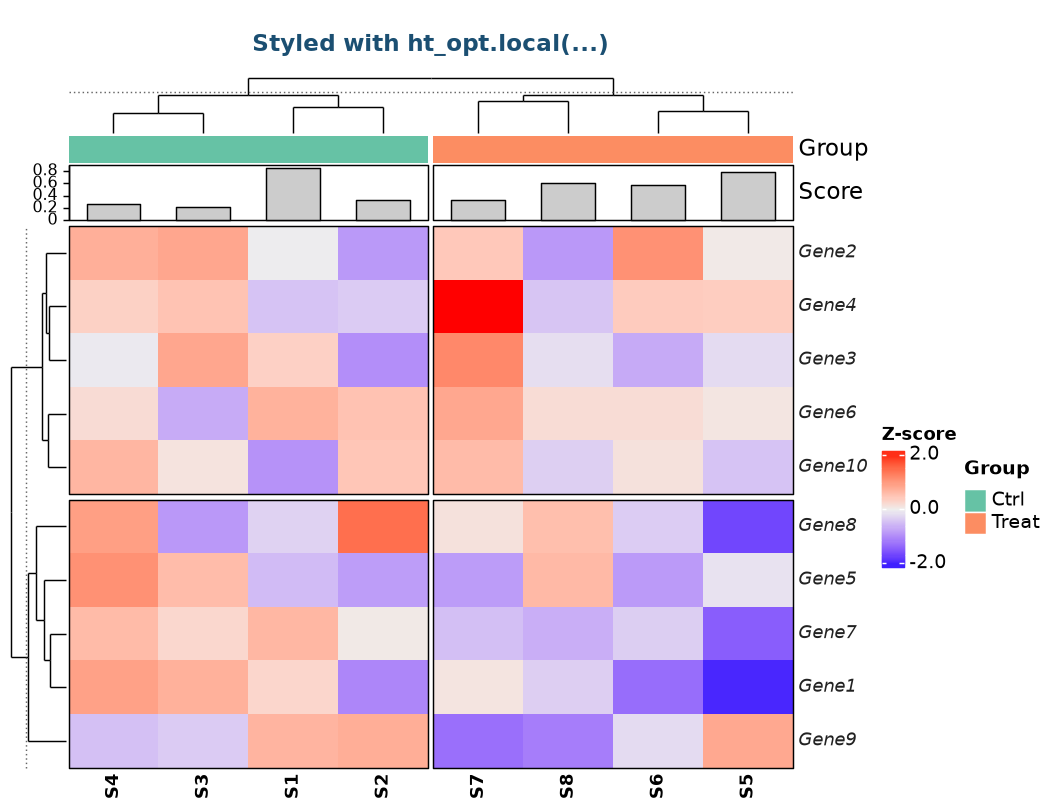 Styled with ht_opt.local(...)
Group
0.8
0.6
0.4
0.2
0
Score
Gene2
Gene4
Gene3
Gene6
Gene10
Gene8
Gene5
Gene7
Gene1
Gene9
S4 S3 S1 S2 S7 S8 S6 S5
Z-score
2.0
0.0
-2.0
Group
Ctrl
Treat